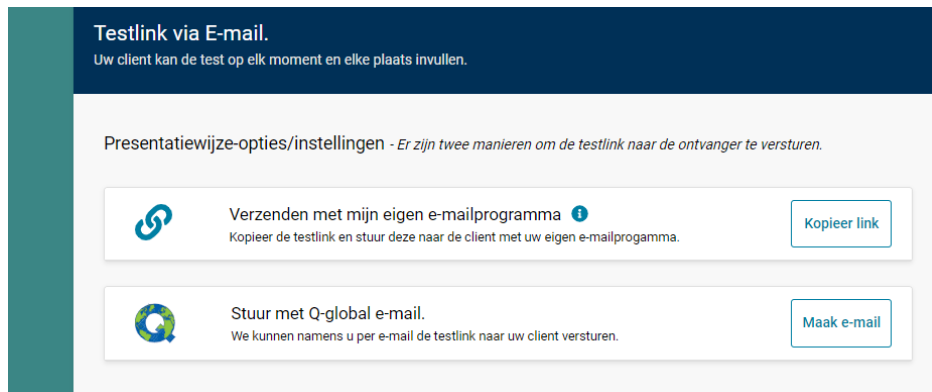 Testlink via E-mail.
Uw client kan de test op elk moment en elke plaats invullen.
Presentatiewijze-opties/instellingen - Er zijn twee manieren om de testlink naar de ontvanger te versturen.
Verzenden met mijn eigen e-mailprogramma
Kopieer de testlink en stuur deze naar de client met uw eigen e-mailprogamma.
Kopieer link
Stuur met Q-global e-mail.
We kunnen namens u per e-mail de testlink naar uw client versturen.
Maak e-mail